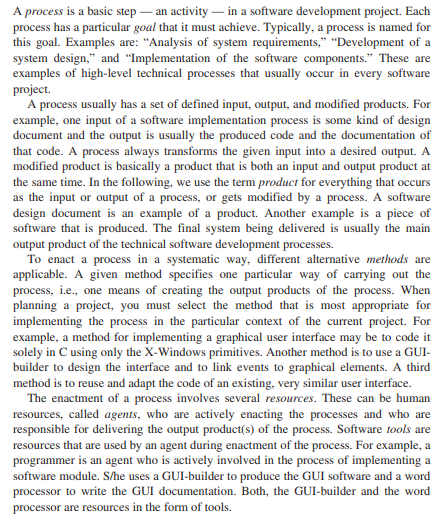 A process is a basic step — an activity — in a software development project. Each
process has a particular goal that it must achieve. Typically, a process is named for
this goal. Examples are: “Analysis of system requirements,” “Development of a
system design,” and “Implementation of the software components.” These are
examples of high-level technical processes that usually occur in every software
project.
A process usually has a set of defined input, output, and modified products. For
example, one input of a software implementation process is some kind of design
document and the output is usually the produced code and the documentation of
that code. A process always transforms the given input into a desired output. A
modified product is basically a product that is both an input and output product at
the same time. In the following, we use the term product for everything that occurs
as the input or output of a process, or gets modified by a process. A software
design document is an example of a product. Another example is a piece of
software that is produced. The final system being delivered is usually the main
output product of the technical software development processes.
To enact a process in a systematic way, different alternative methods are
applicable. A given method specifies one particular way of carrying out the
process, i.e., one means of creating the output products of the process. When
planning a project, you must select the method that is most appropriate for
implementing the process in the particular context of the current project. For
example, a method for implementing a graphical user interface may be to code it
solely in C using only the X-Windows primitives. Another method is to use a GUI-
builder to design the interface and to link events to graphical elements. A third
method is to reuse and adapt the code of an existing, very similar user interface.
The enactment of a process involves several resources. These can be human
resources, called agents, who are actively enacting the processes and who are
responsible for delivering the output product(s) of the process. Software tools are
resources that are used by an agent during enactment of the process. For example, a
programmer is an agent who is actively involved in the process of implementing a
software module. S/he uses a GUI-builder to produce the GUI software and a word
processor to write the GUI documentation. Both, the GUI-builder and the word
processor are resources in the form of tools.